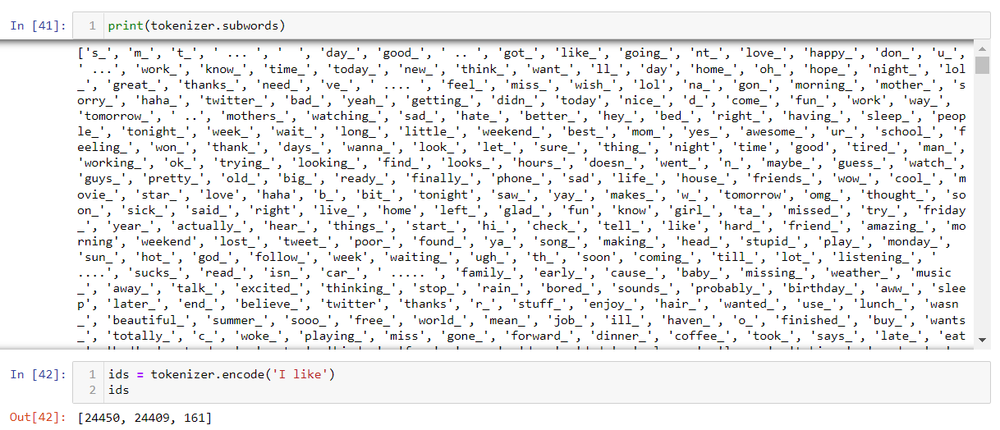 In [41]: 1 print(tokenizer.subwords)
['s_', 'm_', 't_', ' ... ', '  ', 'day_', 'good_', ' .. ', 'got_', 'like_', 'going_', 'nt_', 'love_', 'happy_', 'don_', 'u_',
' ...', 'work_', 'know_', 'time_', 'today_', 'new_', 'think_', 'want_', 'll_', 'day', 'home_', 'oh_', 'hope_', 'night_', 'lol
_', 'great_', 'thanks_', 'need_', 've_', ' .... ', 'feel_', 'miss_', 'wish_', 'lol', 'na_', 'gon_', 'morning_', 'mother_', 's
orry_', 'haha_', 'twitter_', 'bad_', 'yeah_', 'getting_', 'didn_', 'today', 'nice_', 'd_', 'come_', 'fun_', 'work', 'way_',
'tomorrow_', ' ..', 'mothers_', 'watching_', 'sad_', 'hate_', 'better_', 'hey_', 'bed_', 'right_', 'having_', 'sleep_', 'peop
le_', 'tonight_', 'week_', 'wait_', 'long_', 'little_', 'weekend_', 'best_', 'mom_', 'yes_', 'awesome_', 'ur_', 'school_', 'f
eeling_', 'won_', 'thank_', 'days_', 'wanna_', 'look_', 'let_', 'sure_', 'thing_', 'night', 'time', 'good', 'tired_', 'man_',
'working_', 'ok_', 'trying_', 'looking_', 'find_', 'looks_', 'hours_', 'doesn_', 'went_', 'n_', 'maybe_', 'guess_', 'watch_',
'guys_', 'pretty_', 'old_', 'big_', 'ready_', 'finally_', 'phone_', 'sad', 'life_', 'house_', 'friends_', 'wow_', 'cool_', 'm
ovie_', 'star_', 'love', 'haha', 'b_', 'bit_', 'tonight', 'saw_', 'yay_', 'makes_', 'w_', 'tomorrow', 'omg_', 'thought_', 'so
on_', 'sick_', 'said_', 'right', 'live_', 'home', 'left_', 'glad_', 'fun', 'know', 'girl_', 'ta_', 'missed_', 'try_', 'friday
_', 'year_', 'actually_', 'hear_', 'things_', 'start_', 'hi_', 'check_', 'tell_', 'like', 'hard_', 'friend_', 'amazing_', 'mo
rning', 'weekend', 'lost_', 'tweet_', 'poor_', 'found_', 'ya_', 'song_', 'making_', 'head_', 'stupid_', 'play_', 'monday_',
'sun_', 'hot_', 'god_', 'follow_', 'week', 'waiting_', 'ugh_', 'th_', 'soon', 'coming_', 'till_', 'lot_', 'listening_', '
....', 'sucks_', 'read_', 'isn_', 'car_', ' ..... ', 'family_', 'early_', 'cause_', 'baby_', 'missing_', 'weather_', 'music
_', 'away_', 'talk_', 'excited_', 'thinking_', 'stop_', 'rain_', 'bored_', 'sounds_', 'probably_', 'birthday_', 'aww_', 'slee
p', 'later_', 'end_', 'believe_', 'twitter', 'thanks', 'r_', 'stuff_', 'enjoy_', 'hair_', 'wanted_', 'use_', 'lunch_', 'wasn
_', 'beautiful_', 'summer_', 'sooo_', 'free_', 'world_', 'mean_', 'job_', 'ill_', 'haven_', 'o_', 'finished_', 'buy_', 'wants
_', 'totally_', 'c_', 'woke_', 'playing_', 'miss', 'gone_', 'forward_', 'dinner_', 'coffee_', 'took_', 'says_', 'late_', 'eat
In [42]: 1 ids = tokenizer.encode('I like')
2 ids
Out[42]: [24450, 24409, 161]